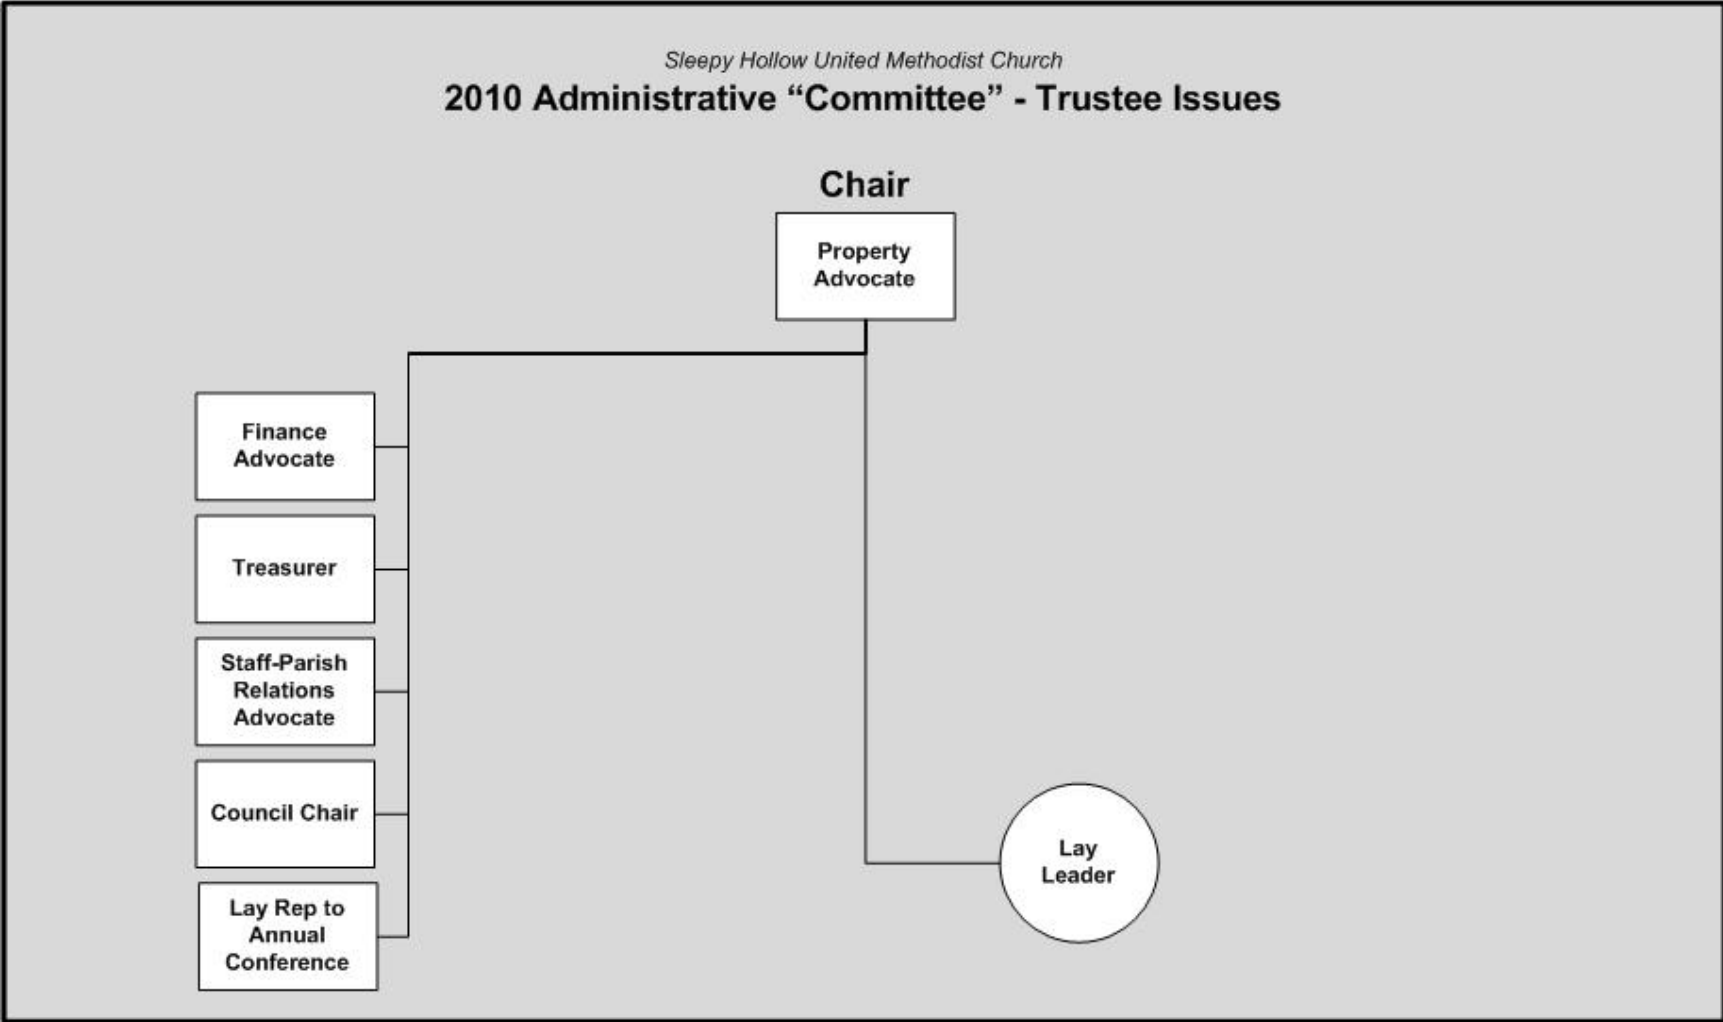 Sleepy Hollow United Methodist Church
2010 Administrative “Committee” - Trustee Issues
Chair
Property
Advocate
Finance
Advocate
Treasurer
Staff-Parish
Relations
Advocate
Council Chair
Lay Rep to
Annual
Conference
Lay
Leader